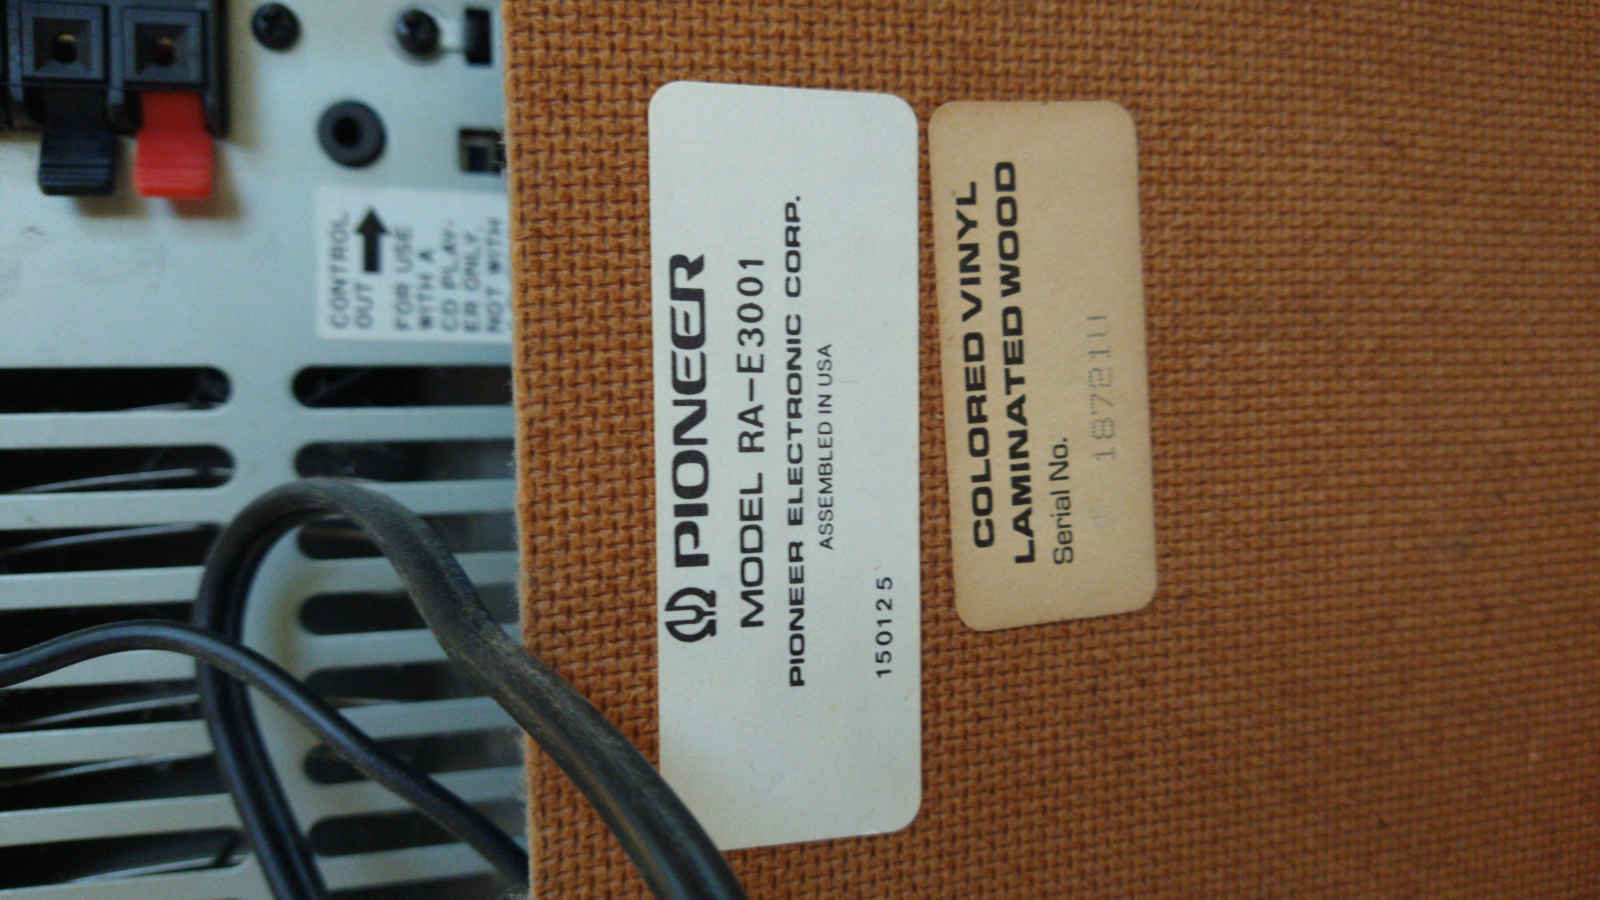 CONTROL
OUT
FOR USE
WITH A
CD PLAY-
ER ONLY.
NOT WITH
PIONEER
MODEL RA-E3001
PIONEER ELECTRONIC CORP.
ASSEMBLED IN USA
150125
COLORED VINYL
LAMINATED WOOD
Serial No.